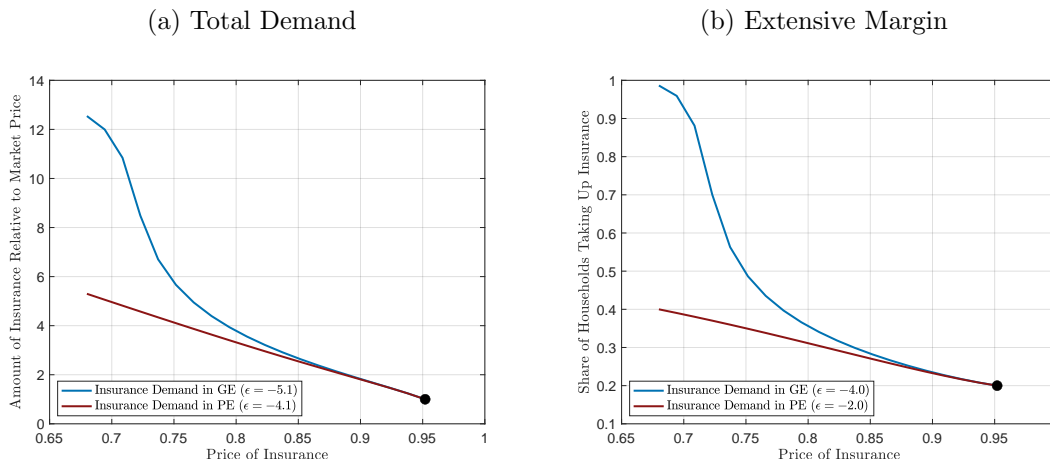 (a) Total Demand
Amount of Insurance Relative to Market Price
14
12
10
8
6
4
2
0
Insurance Demand in GE (ϵ = −5.1)
Insurance Demand in PE (ϵ = −4.1)
0.65 0.7 0.75 0.8 0.85 0.9 0.95 1
Price of Insurance
(b) Extensive Margin
Share of Households Taking Up Insurance
1
0.9
0.8
0.7
0.6
0.5
0.4
0.3
0.2
0.1
Insurance Demand in GE (ϵ = −4.0)
Insurance Demand in PE (ϵ = −2.0)
0.65 0.7 0.75 0.8 0.85 0.9 0.95
Price of Insurance